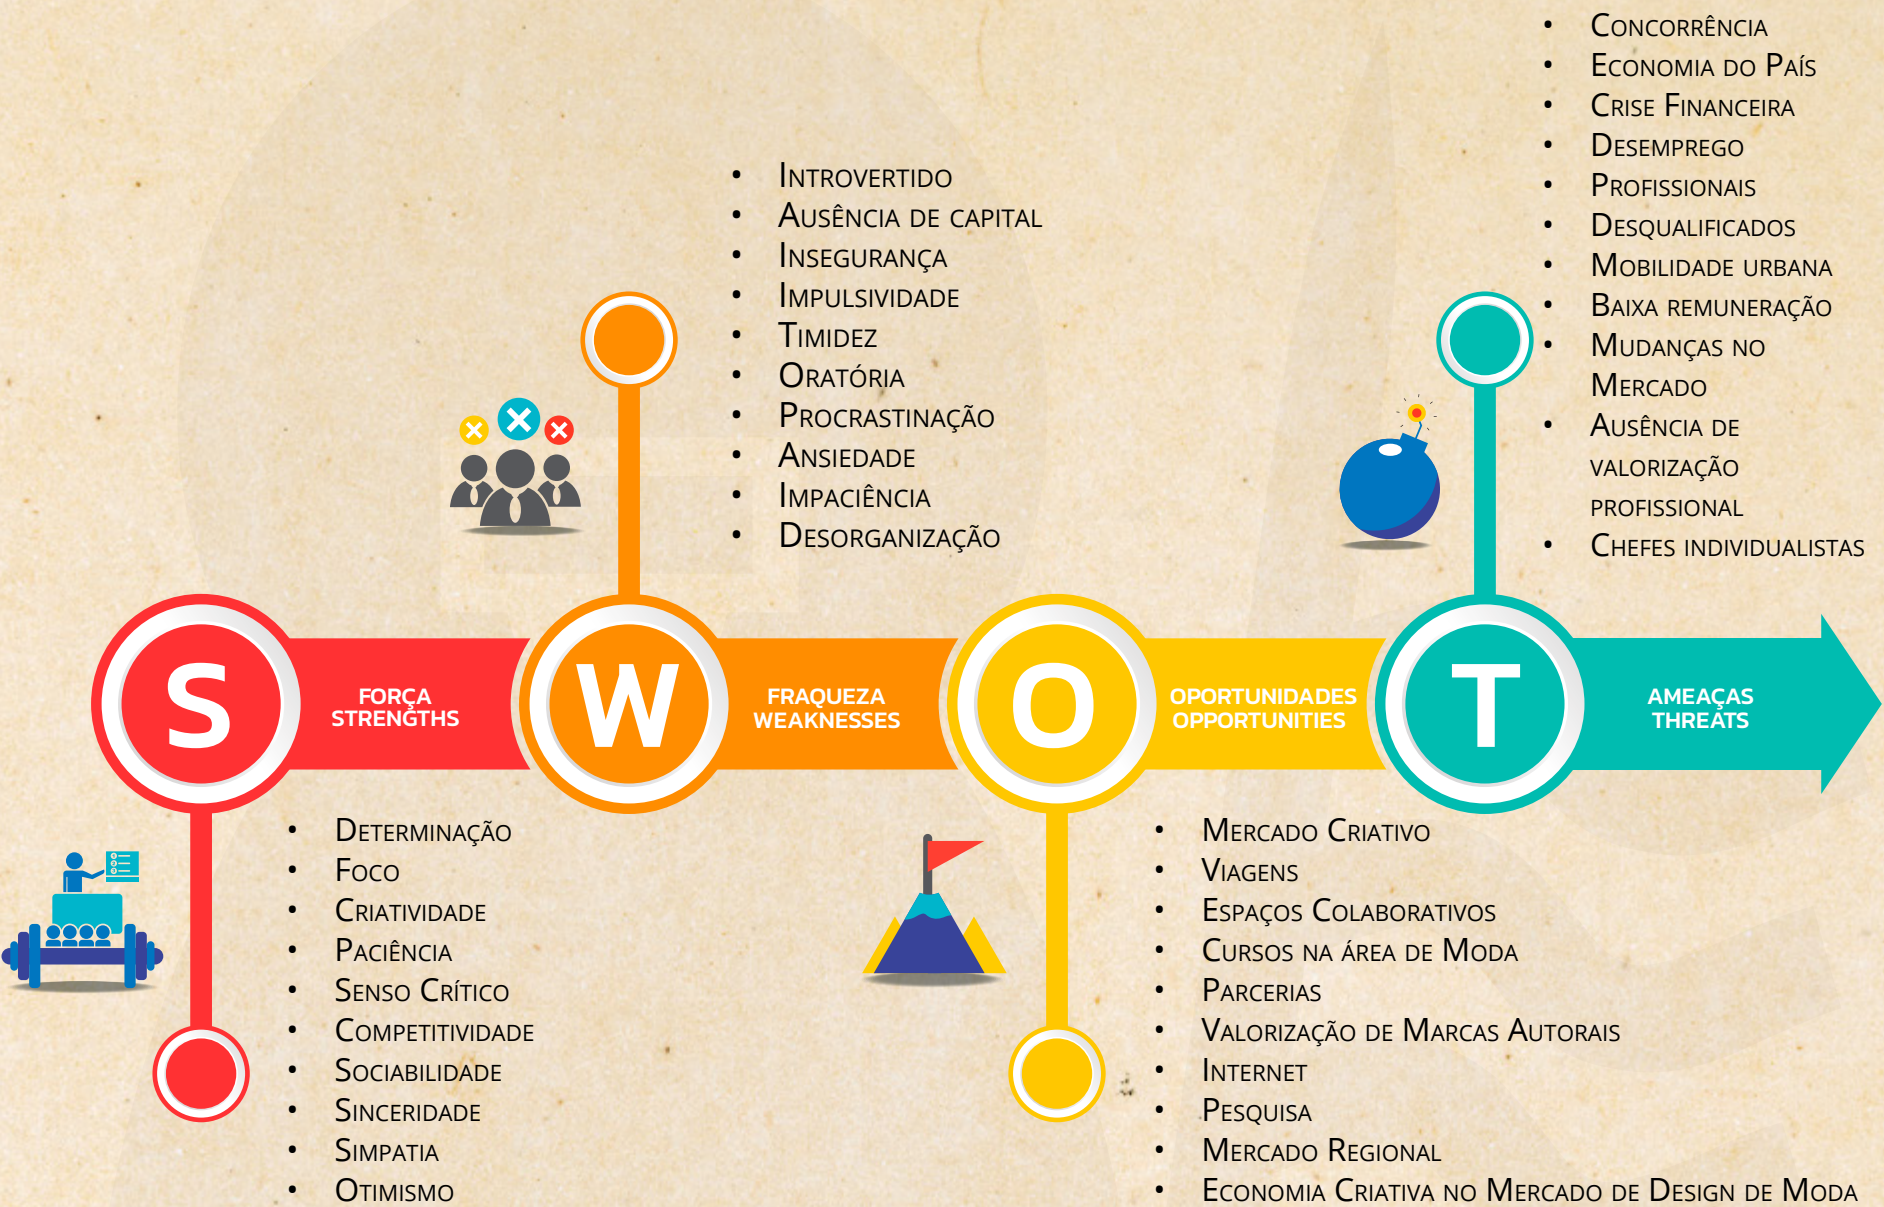 • Concorrência
• Economia do País
• Crise Financeira
• Desemprego
• Profissionais
• Desqualificados
• Mobilidade urbana
• Baixa remuneração
• Mudanças no
Mercado
• Ausência de
valorização
profissional
• Chefes individualistas
• Introvertido
• Ausência de capital
• Insegurança
• Impulsividade
• Timidez
• Oratória
• Procrastinação
• Ansiedade
• Impaciência
• Desorganização
S
FORÇA
STRENGTHS
W
FRAQUEZA
WEAKNESSES
O
OPORTUNIDADES
OPPORTUNITIES
T
AMEAÇAS
THREATS
• Determinação
• Foco
• Criatividade
• Paciência
• Senso Crítico
• Competitividade
• Sociabilidade
• Sinceridade
• Simpatia
• Otimismo
• Mercado Criativo
• Viagens
• Espaços Colaborativos
• Cursos na área de Moda
• Parcerias
• Valorização de Marcas Autorais
• Internet
• Pesquisa
• Mercado Regional
• Economia Criativa no Mercado de Design de Moda